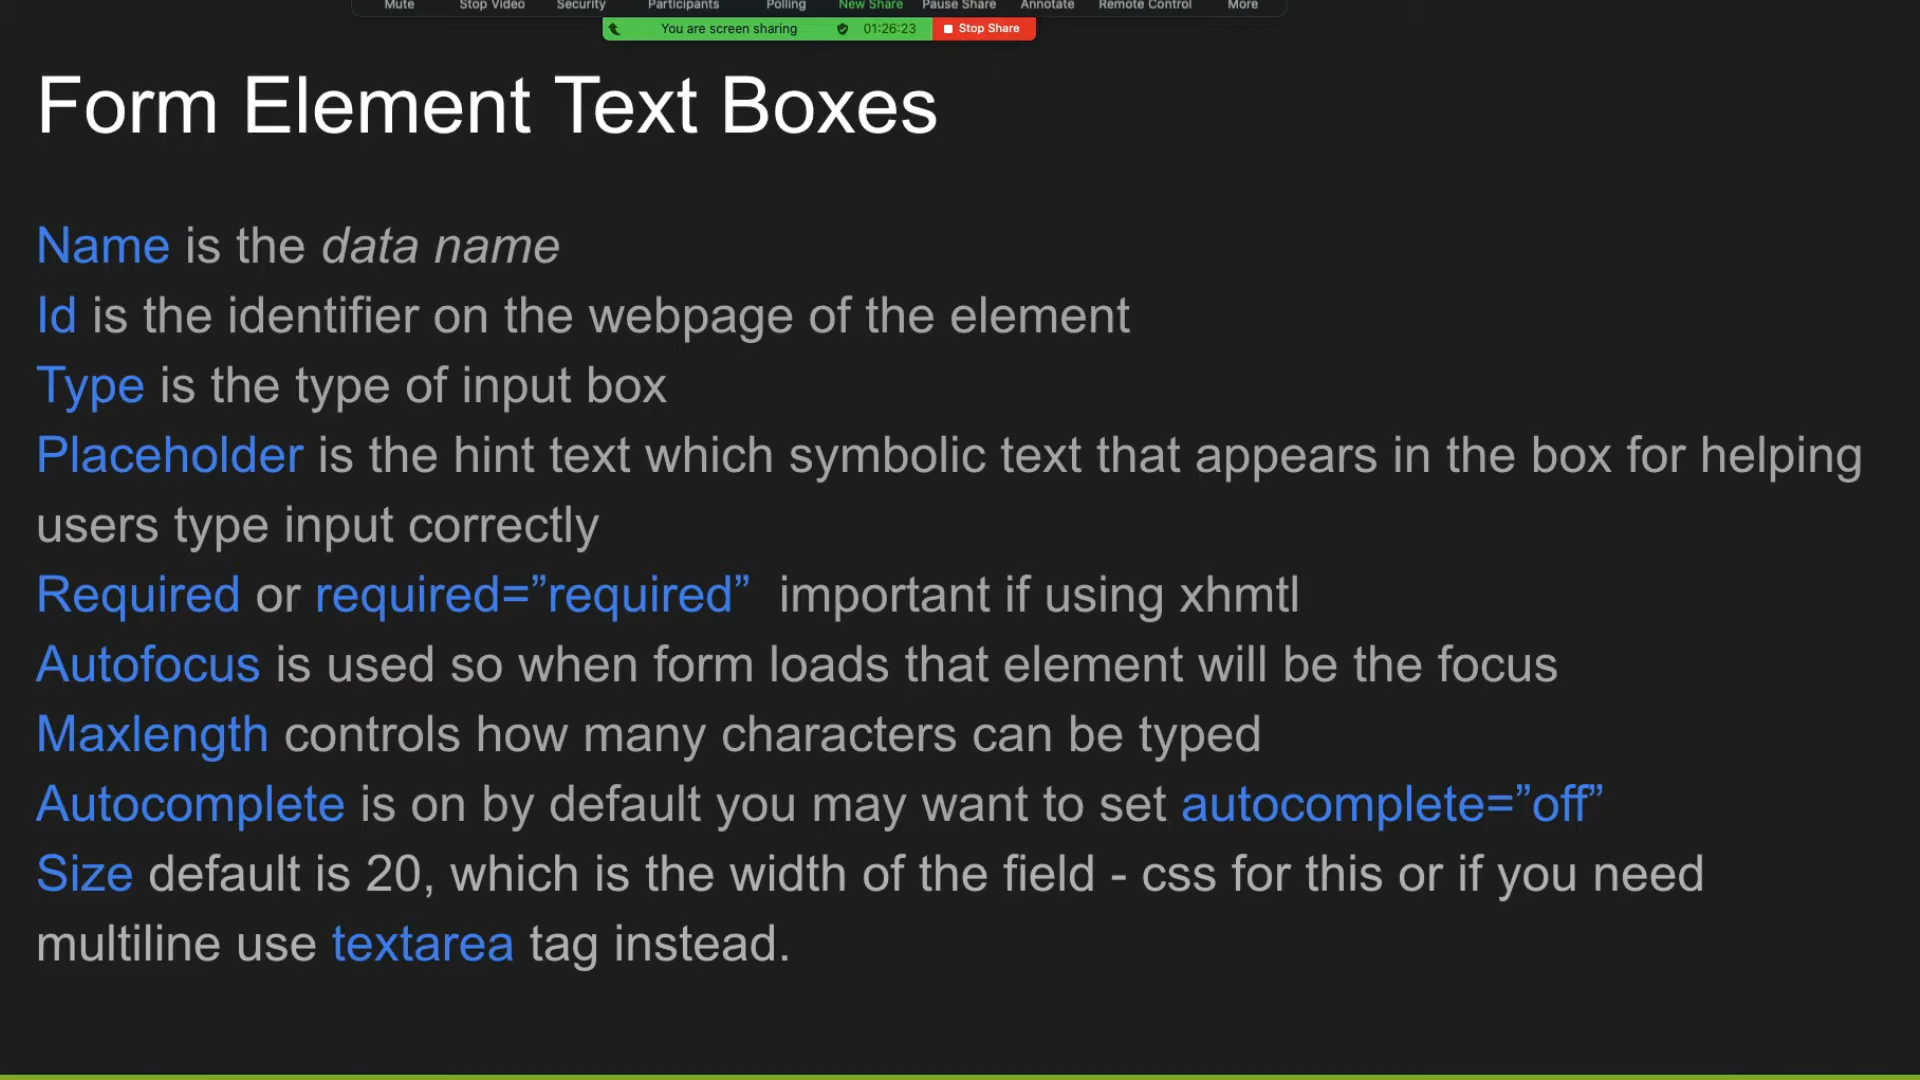 Mute Stop Video Security Participants Polling New Share Pause Share Annotate Remote Control More
You are screen sharing 01:26:23 Stop Share
Form Element Text Boxes
Name is the data name
Id is the identifier on the webpage of the element
Type is the type of input box
Placeholder is the hint text which symbolic text that appears in the box for helping
users type input correctly
Required or required=”required” important if using xhmtl
Autofocus is used so when form loads that element will be the focus
Maxlength controls how many characters can be typed
Autocomplete is on by default you may want to set autocomplete=”off”
Size default is 20, which is the width of the field - css for this or if you need
multiline use textarea tag instead.